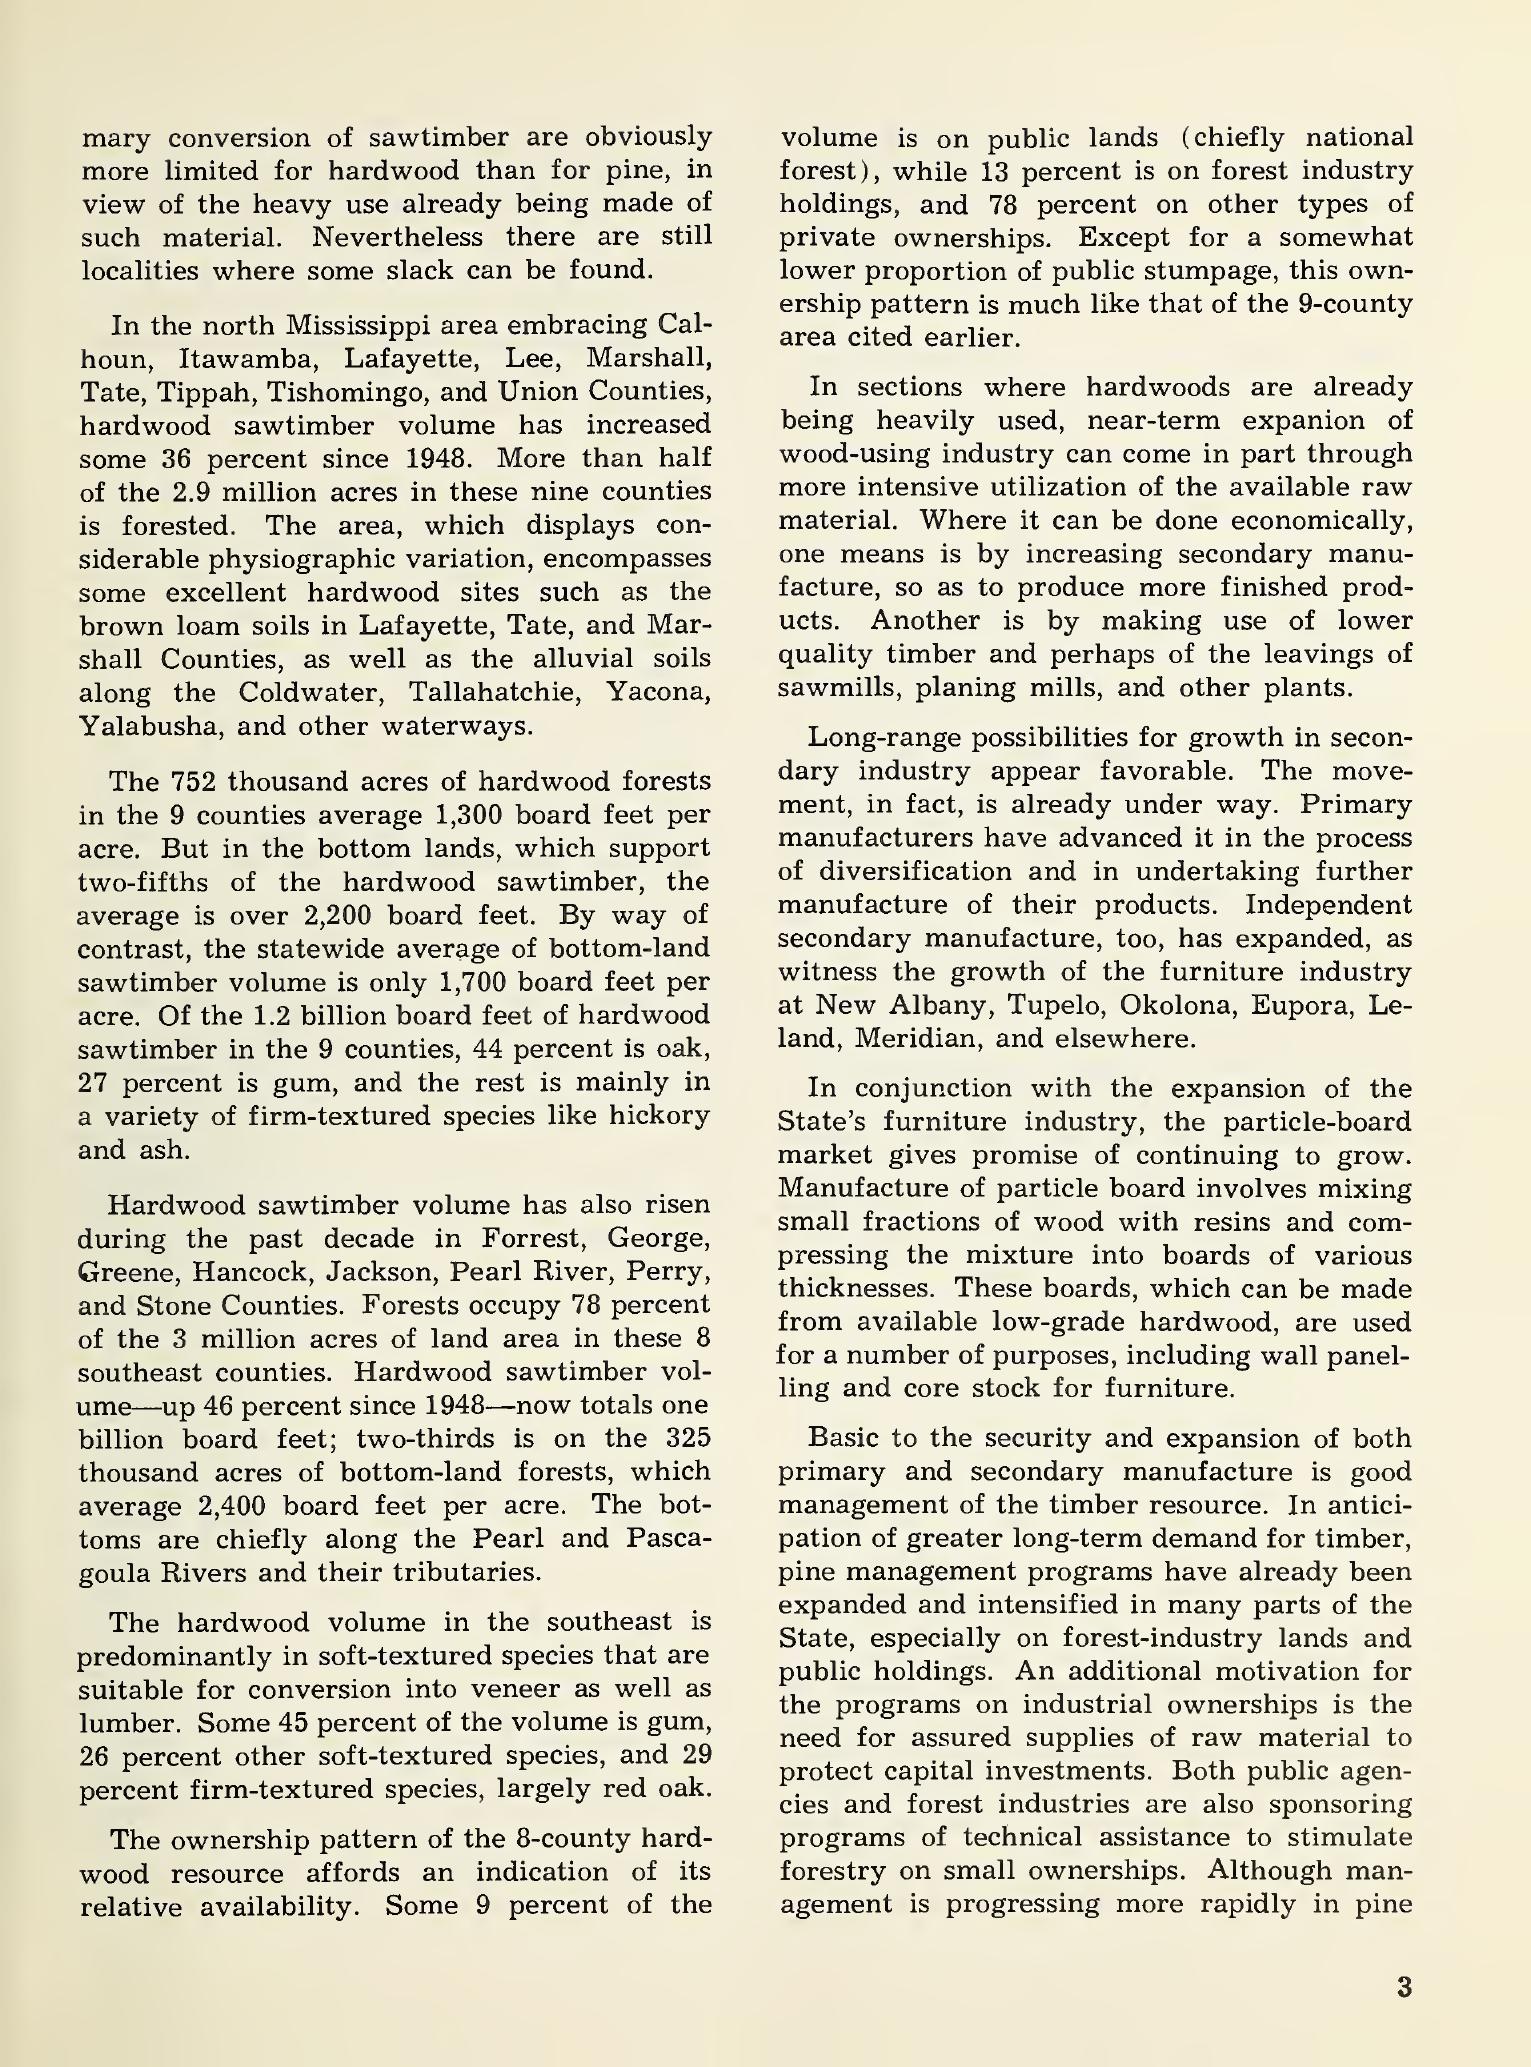 mary conversion of sawtimber are obviously
more limited for hardwood than for pine, in
view of the heavy use already being made of
such material. Nevertheless there are still
localities where some slack can be found.
In the north Mississippi area embracing Cal-
houn, Itawamba, Lafayette, Lee, Marshall,
Tate, Tippah, Tishomingo, and Union Counties,
hardwood sawtimber volume has increased
some 36 percent since 1948. More than half
of the 2.9 million acres in these nine counties
is forested. The area, which displays con-
siderable physiographic variation, encompasses
some excellent hardwood sites such as the
brown loam soils in Lafayette, Tate, and Mar-
shall Counties, as well as the alluvial soils
along the Coldwater, Tallahatchie, Yacona,
Yalabusha, and other waterways.
The 752 thousand acres of hardwood forests
in the 9 counties average 1,300 board feet per
acre. But in the bottom lands, which support
two-fifths of the hardwood sawtimber, the
average is over 2,200 board feet. By way of
contrast, the statewide average of bottom-land
sawtimber volume is only 1,700 board feet per
acre. Of the 1.2 billion board feet of hardwood
sawtimber in the 9 counties, 44 percent is oak,
27 percent is gum, and the rest is mainly in
a variety of firm-textured species like hickory
and ash.
Hardwood sawtimber volume has also risen
during the past decade in Forrest, George,
Greene, Hancock, Jackson, Pearl River, Perry,
and Stone Counties. Forests occupy 78 percent
of the 3 million acres of land area in these 8
southeast counties. Hardwood sawtimber vol-
ume—up 46 percent since 1948—now totals one
billion board feet; two-thirds is on the 325
thousand acres of bottom-land forests, which
average 2,400 board feet per acre. The bot-
toms are chiefly along the Pearl and Pasca-
goula Rivers and their tributaries.
The hardwood volume in the southeast is
predominantly in soft-textured species that are
suitable for conversion into veneer as well as
lumber. Some 45 percent of the volume is gum,
26 percent other soft-textured species, and 29
percent firm-textured species, largely red oak.
The ownership pattern of the 8-county hard-
wood resource affords an indication of its
relative availability. Some 9 percent of the
volume is on public lands (chiefly national
forest), while 13 percent is on forest industry
holdings, and 78 percent on other types of
private ownerships. Except for a somewhat
lower proportion of public stumpage, this own-
ership pattern is much like that of the 9-county
area cited earlier.
In sections where hardwoods are already
being heavily used, near-term expanion of
wood-using industry can come in part through
more intensive utilization of the available raw
material. Where it can be done economically,
one means is by increasing secondary manu-
facture, so as to produce more finished prod-
ucts. Another is by making use of lower
quality timber and perhaps of the leavings of
sawmills, planing mills, and other plants.
Long-range possibilities for growth in secon-
dary industry appear favorable. The move-
ment, in fact, is already under way. Primary
manufacturers have advanced it in the process
of diversification and in undertaking further
manufacture of their products. Independent
secondary manufacture, too, has expanded, as
witness the growth of the furniture industry
at New Albany, Tupelo, Okolona, Eupora, Le-
land, Meridian, and elsewhere.
In conjunction with the expansion of the
State's furniture industry, the particle-board
market gives promise of continuing to grow.
Manufacture of particle board involves mixing
small fractions of wood with resins and com-
pressing the mixture into boards of various
thicknesses. These boards, which can be made
from available low-grade hardwood, are used
for a number of purposes, including wall panel-
ling and core stock for furniture.
Basic to the security and expansion of both
primary and secondary manufacture is good
management of the timber resource. In antici-
pation of greater long-term demand for timber,
pine management programs have already been
expanded and intensified in many parts of the
State, especially on forest-industry lands and
public holdings. An additional motivation for
the programs on industrial ownerships is the
need for assured supplies of raw material to
protect capital investments. Both public agen-
cies and forest industries are also sponsoring
programs of technical assistance to stimulate
forestry on small ownerships. Although man-
agement is progressing more rapidly in pine
3